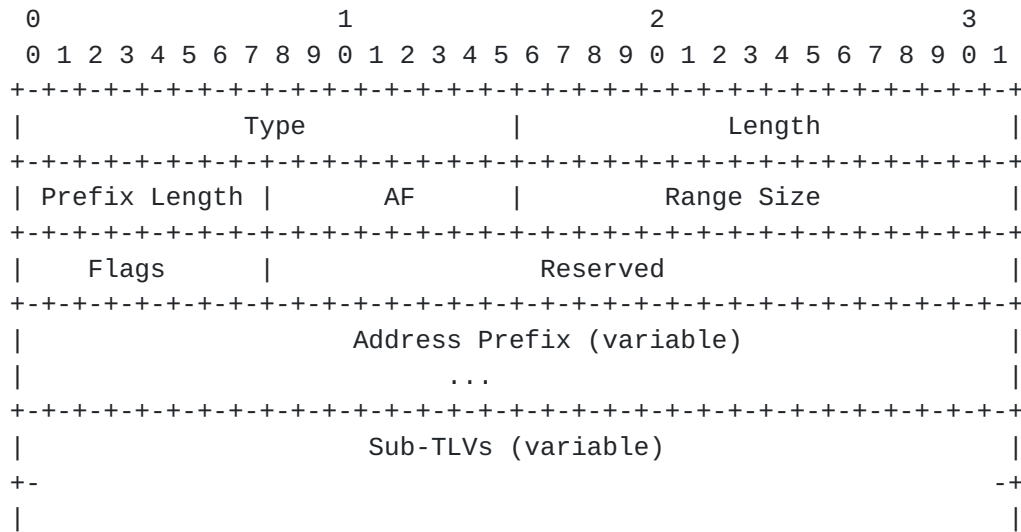 0                   1                   2                   3
 0 1 2 3 4 5 6 7 8 9 0 1 2 3 4 5 6 7 8 9 0 1 2 3 4 5 6 7 8 9 0 1
+-+-+-+-+-+-+-+-+-+-+-+-+-+-+-+-+-+-+-+-+-+-+-+-+-+-+-+-+-+-+-+-+
|              Type             |             Length            |
+-+-+-+-+-+-+-+-+-+-+-+-+-+-+-+-+-+-+-+-+-+-+-+-+-+-+-+-+-+-+-+-+
| Prefix Length |       AF      |         Range Size            |
+-+-+-+-+-+-+-+-+-+-+-+-+-+-+-+-+-+-+-+-+-+-+-+-+-+-+-+-+-+-+-+-+
|    Flags      |                 Reserved                      |
+-+-+-+-+-+-+-+-+-+-+-+-+-+-+-+-+-+-+-+-+-+-+-+-+-+-+-+-+-+-+-+-+
|                     Address Prefix (variable)                 |
|                           ...                                 |
+-+-+-+-+-+-+-+-+-+-+-+-+-+-+-+-+-+-+-+-+-+-+-+-+-+-+-+-+-+-+-+-+
|                      Sub-TLVs (variable)                      |
+-                                                             -+
|                                                               |